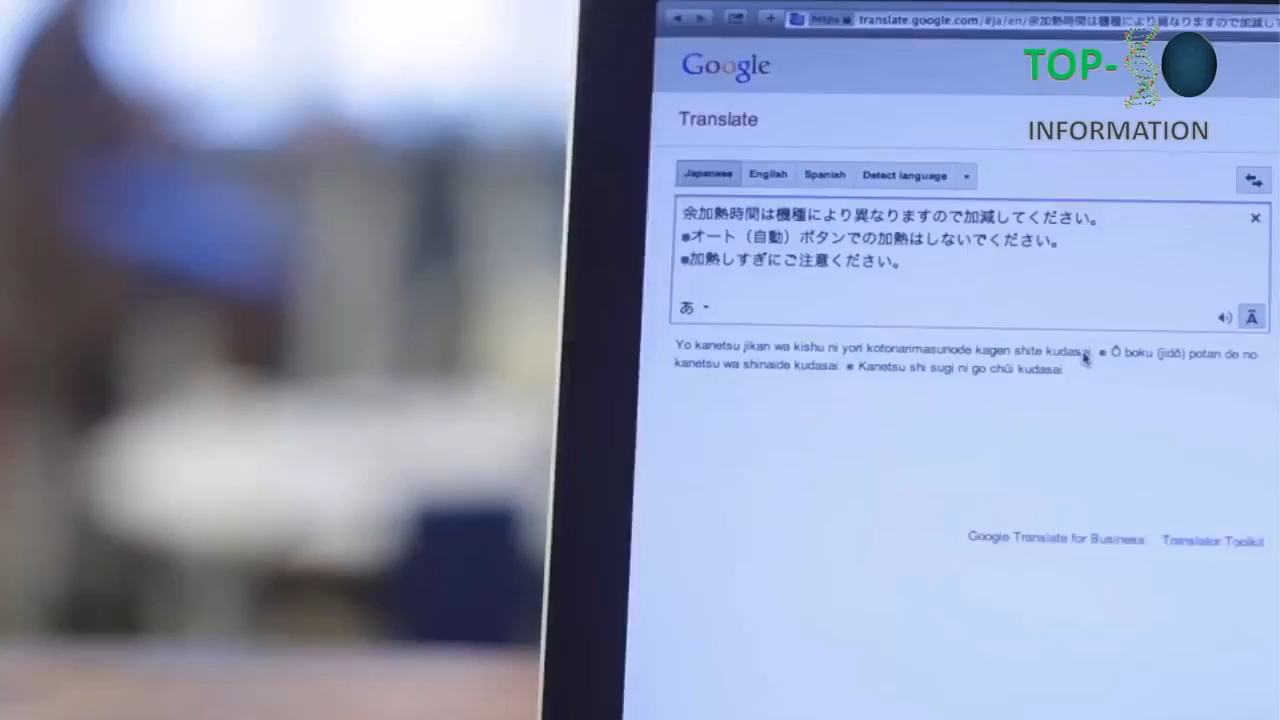 https translate.google.com/#ja/en/余加熱時間は機種により異なりますので加減して
TOP-
INFORMATION
Google
Translate
Japanese English Spanish Detect language
余加熱時間は機種により異なりますので加減してください。
●オート（自動）ボタンでの加熱はしないでください。
●加熱しすぎにご注意ください。
あ
Ä
Yo kanetsu jikan wa kishu ni yori kotonarimasunode kagen shite kudasai. ● Ō boku (jidō) potan de no
kanetsu wa shinaide kudasai. ● Kanetsu shi sugi ni go chūi kudasai
Google Translate for Business Translator Toolkit